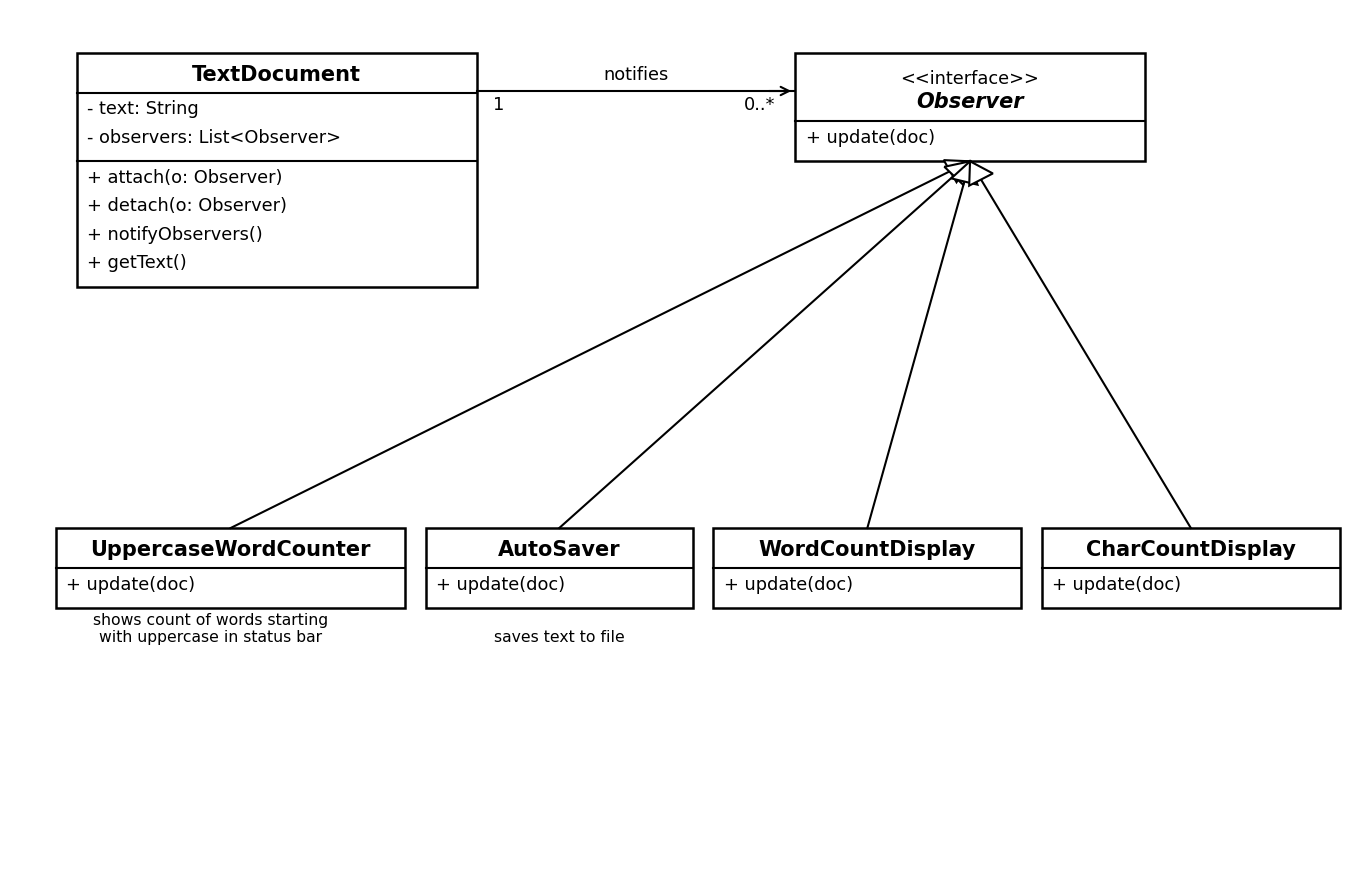 TextDocument
- text: String
- observers: List<Observer>
+ attach(o: Observer)
+ detach(o: Observer)
+ notifyObservers()
+ getText()
notifies
1
0..*
<<interface>>
Observer
+ update(doc)
UppercaseWordCounter
+ update(doc)
shows count of words starting
with uppercase in status bar
AutoSaver
+ update(doc)
saves text to file
WordCountDisplay
+ update(doc)
CharCountDisplay
+ update(doc)